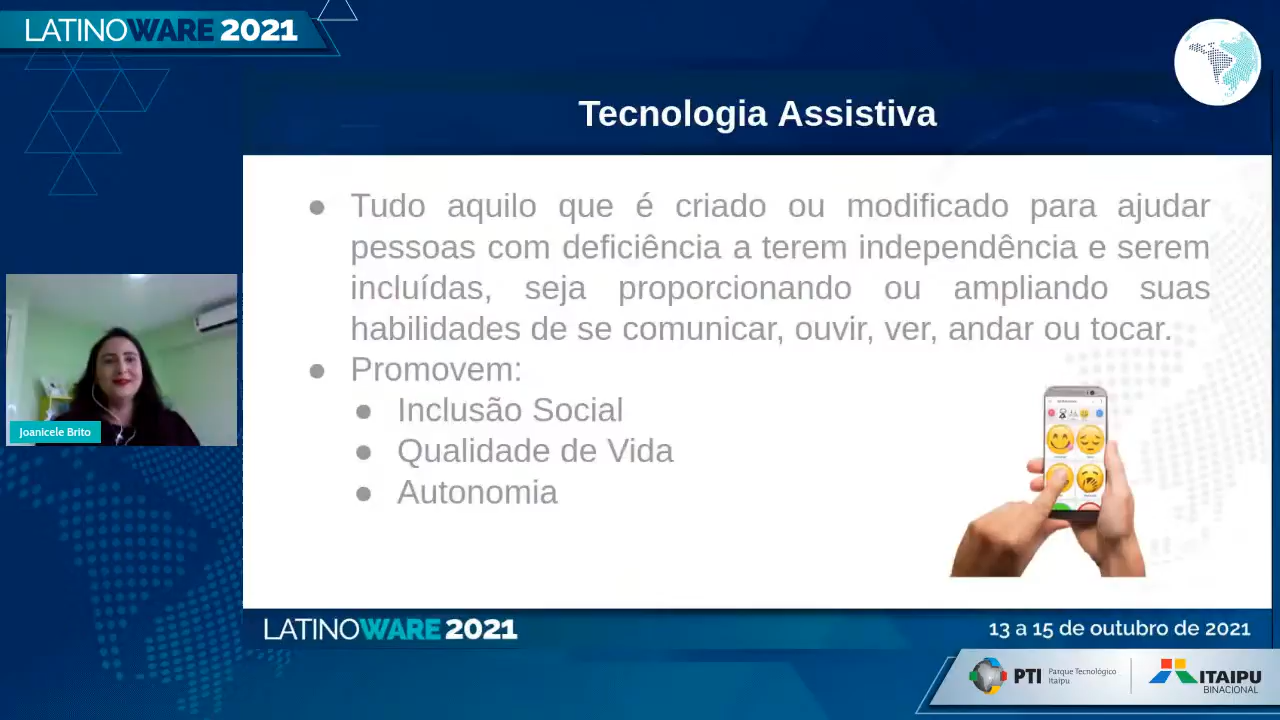 LATINOWARE 2021
Tecnologia Assistiva
● Tudo aquilo que é criado ou modificado para ajudar
pessoas com deficiência a terem independência e serem
incluídas, seja proporcionando ou ampliando suas
habilidades de se comunicar, ouvir, ver, andar ou tocar.
● Promovem:
● Inclusão Social
● Qualidade de Vida
● Autonomia
Joanicele Brito
LATINOWARE 2021
13 a 15 de outubro de 2021
PTI Parque Tecnológico
Itaipu
ITAIPU
BINACIONAL